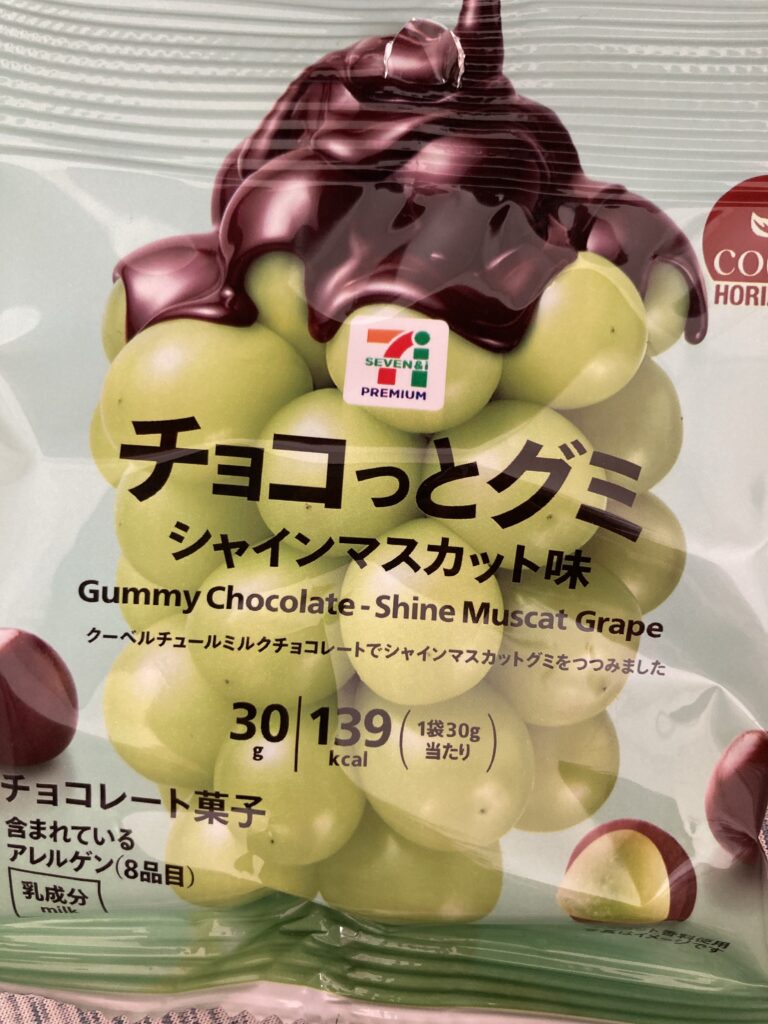 SEVEN&i
PREMIUM
HORI
チョコっとグミ
シャインマスカット味
Gummy Chocolate - Shine Muscat Grape
クーベルチュールミルクチョコレートでシャインマスカットグミをつつみました
30g 139kcal (1袋30g当たり)
チョコレート菓子
含まれている
アレルゲン(8品目)
乳成分
milk